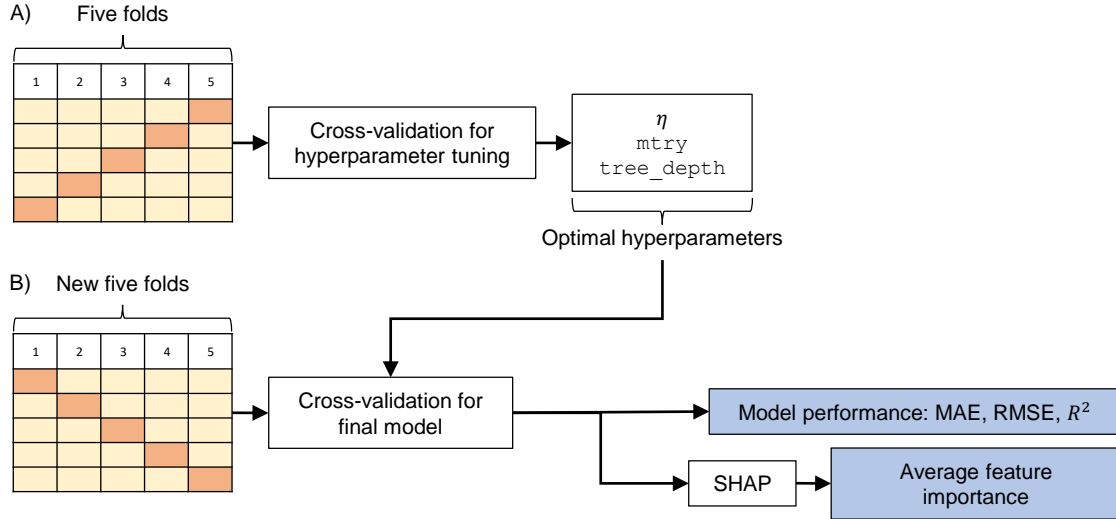 A)
Five folds
1 2 3 4 5
Cross-validation for
hyperparameter tuning
η
mtry
tree_depth
Optimal hyperparameters
B)
New five folds
1 2 3 4 5
Cross-validation for
final model
Model performance: MAE, RMSE, R²
SHAP
Average feature
importance